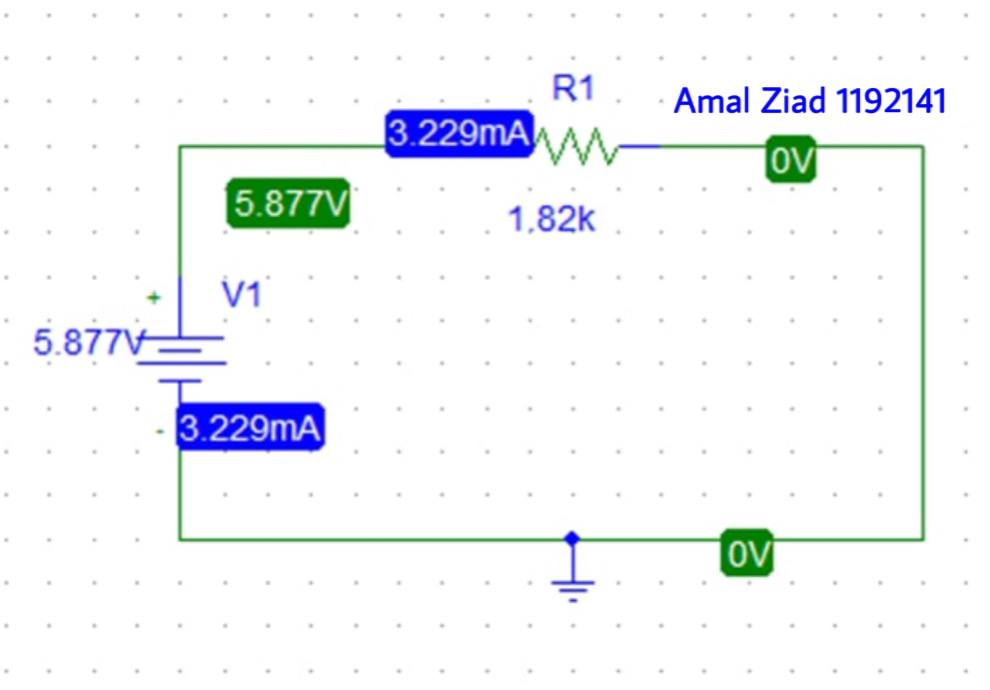 R1
Amal Ziad 1192141
3.229mA
0V
5.877V
1.82k
+
V1
5.877V
-
3.229mA
0V